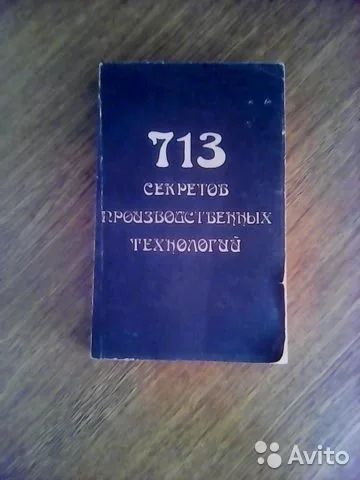 713
СЕКРЕТОВ
ПРОИЗВОДСТВЕННЫХ
ТЕХНОЛОГИЙ
Avito